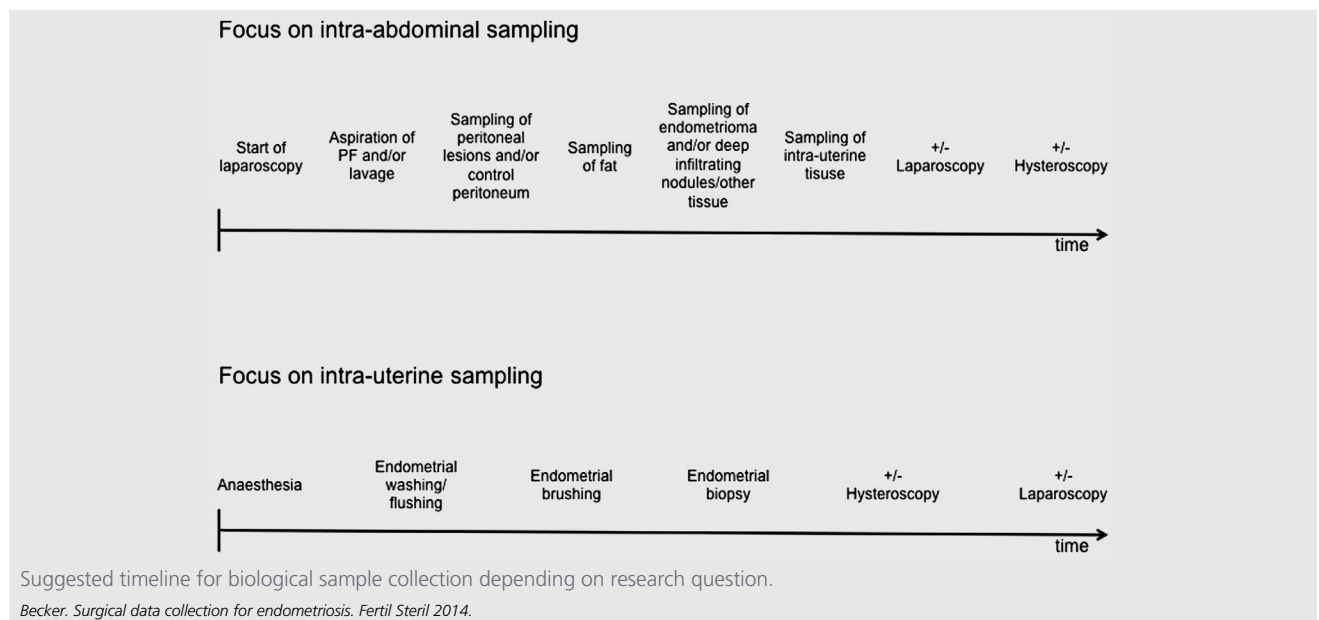 Focus on intra-abdominal sampling
Start of
laparoscopy
Aspiration of
PF and/or
lavage
Sampling of
peritoneal
lesions and/or
control
peritoneum
Sampling
of fat
Sampling of
endometrioma
and/or deep
infiltrating
nodules/other
tissue
Sampling of
intra-uterine
tisuse
+/-
Laparoscopy
+/-
Hysteroscopy
time
Focus on intra-uterine sampling
Anaesthesia
Endometrial
washing/
flushing
Endometrial
brushing
Endometrial
biopsy
+/-
Hysteroscopy
+/-
Laparoscopy
time
Suggested timeline for biological sample collection depending on research question.
Becker. Surgical data collection for endometriosis. Fertil Steril 2014.